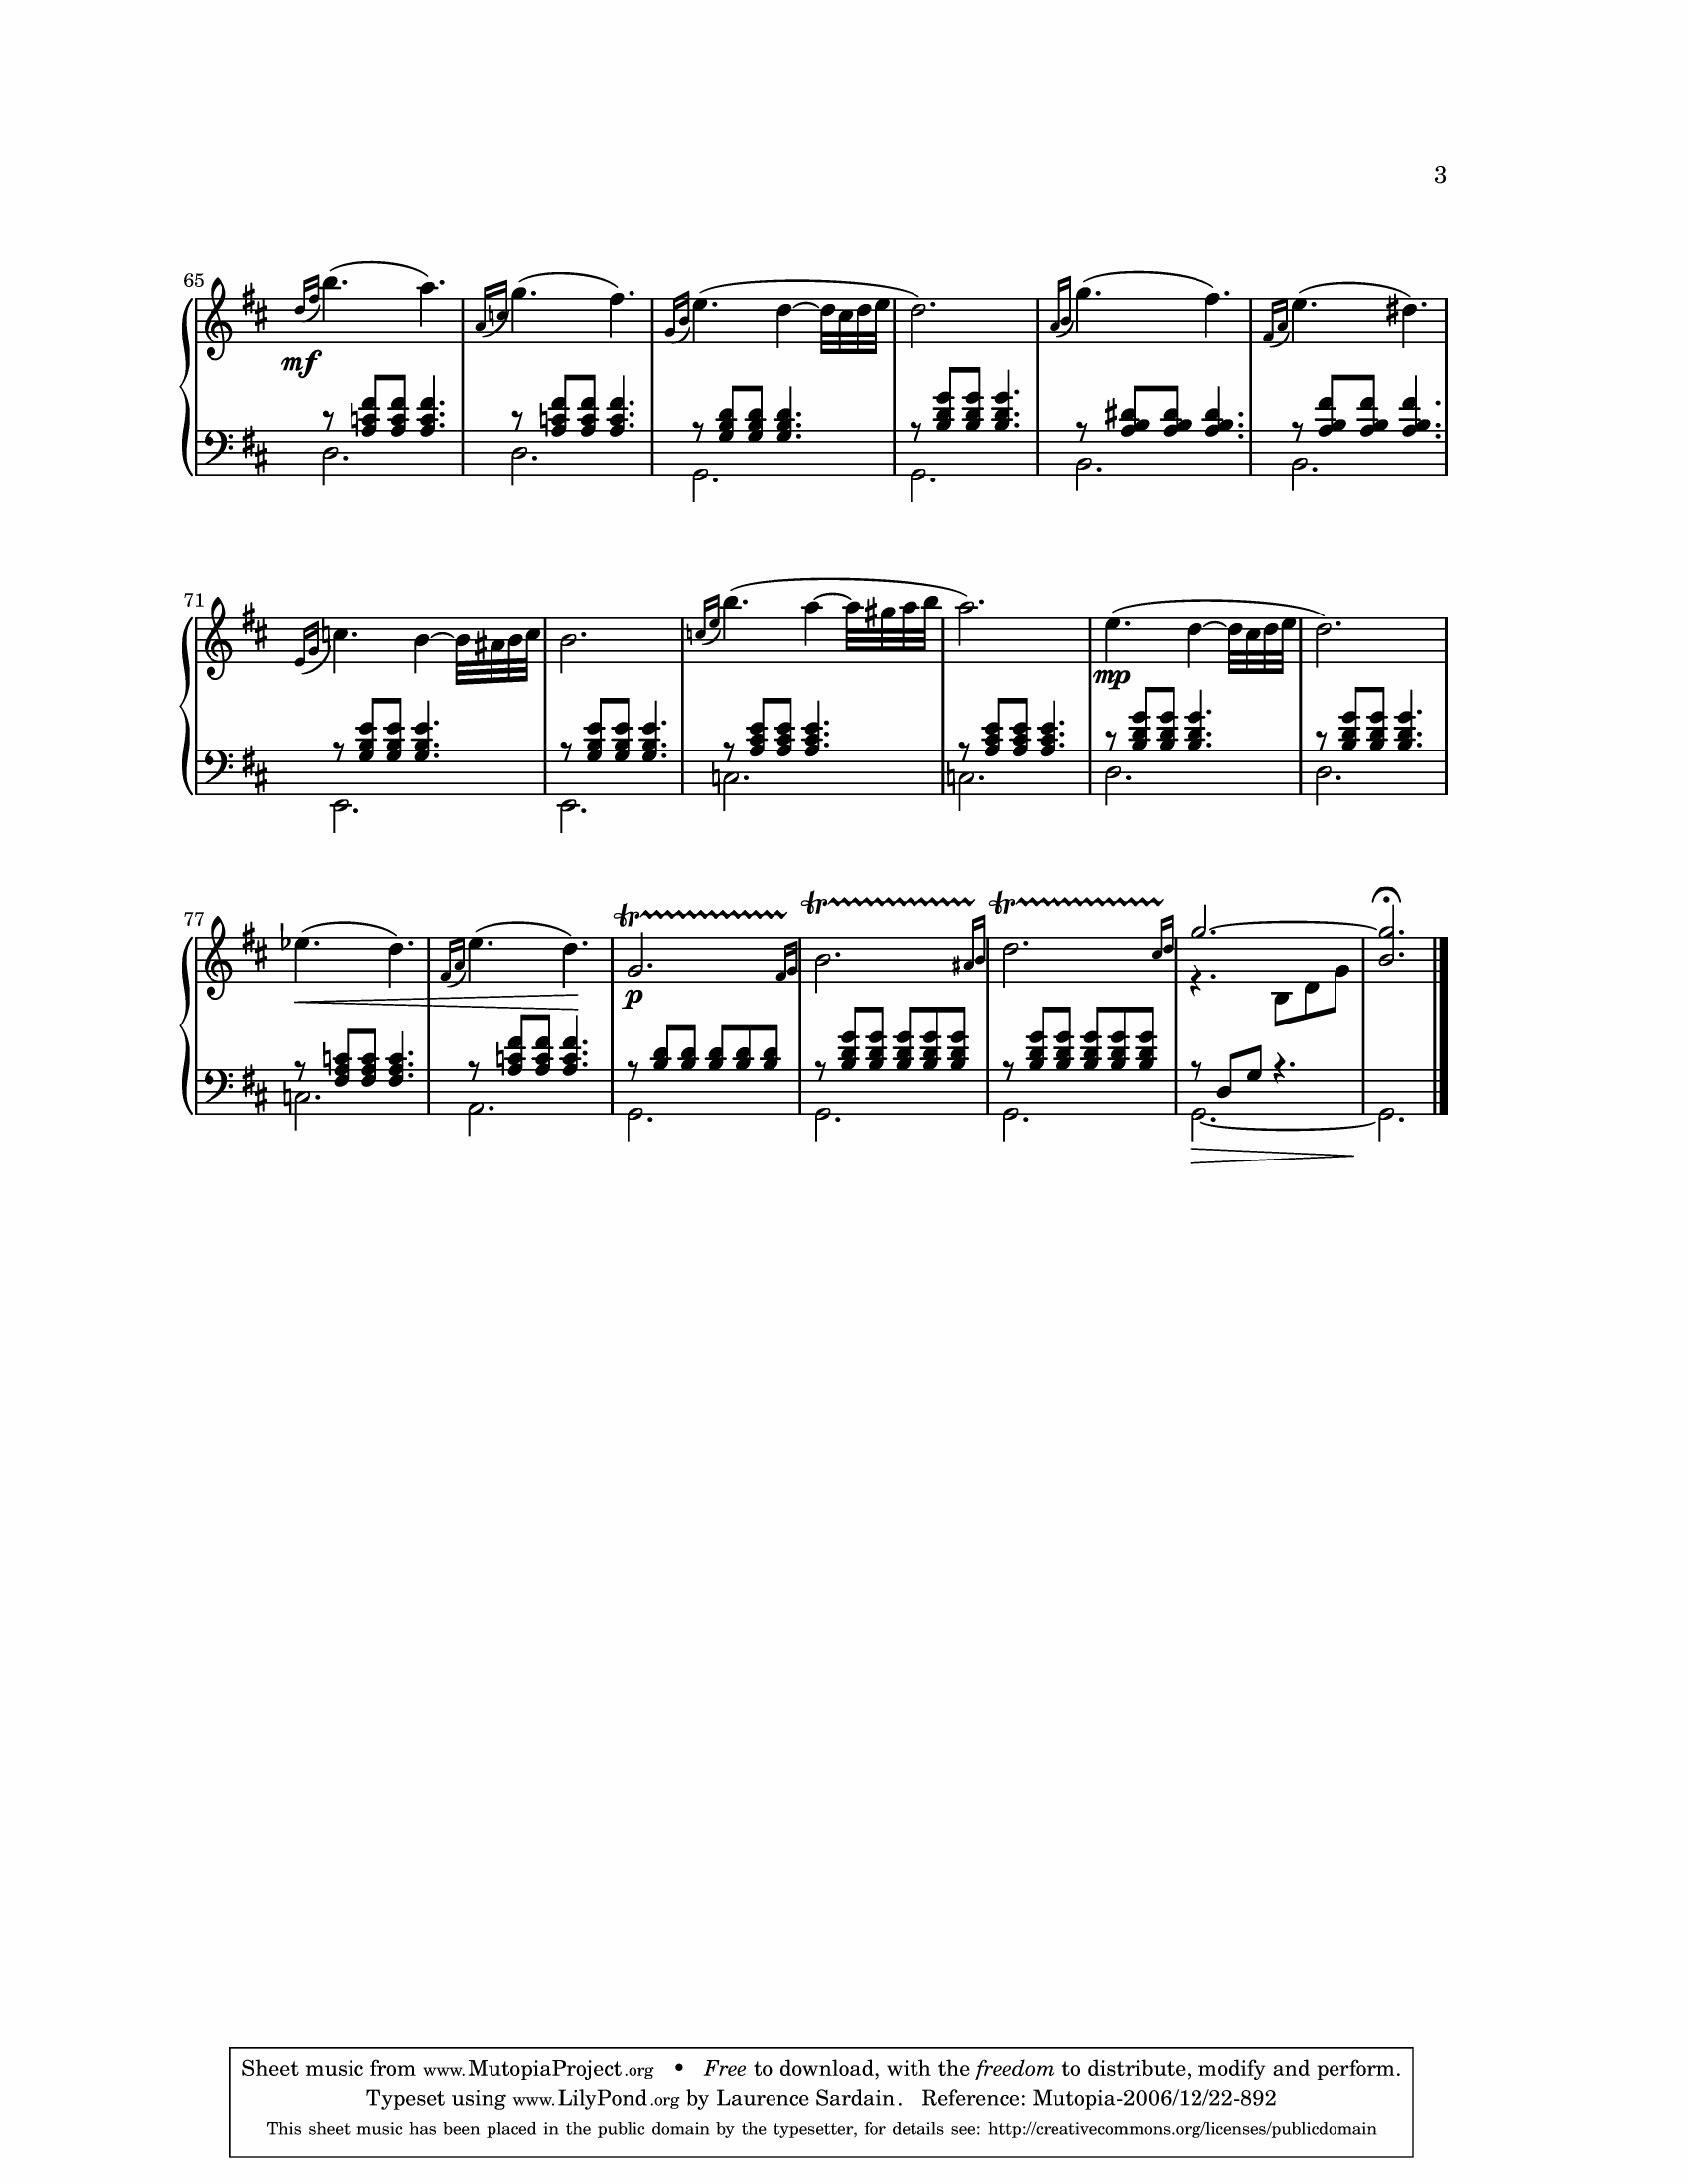 3
65
mf
71
mp
77
tr
tr
tr
p
Sheet music from www.MutopiaProject.org • Free to download, with the freedom to distribute, modify and perform.
Typeset using www.LilyPond.org by Laurence Sardain. Reference: Mutopia-2006/12/22-892
This sheet music has been placed in the public domain by the typesetter, for details see: http://creativecommons.org/licenses/publicdomain